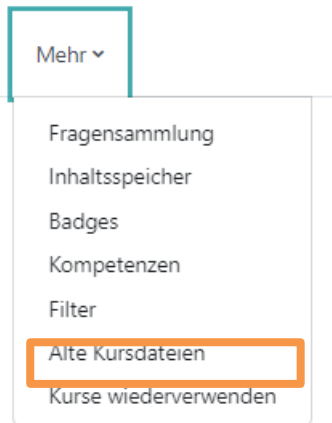 Mehr
Fragensammlung
Inhaltsspeicher
Badges
Kompetenzen
Filter
Alte Kursdateien
Kurse wiederverwenden